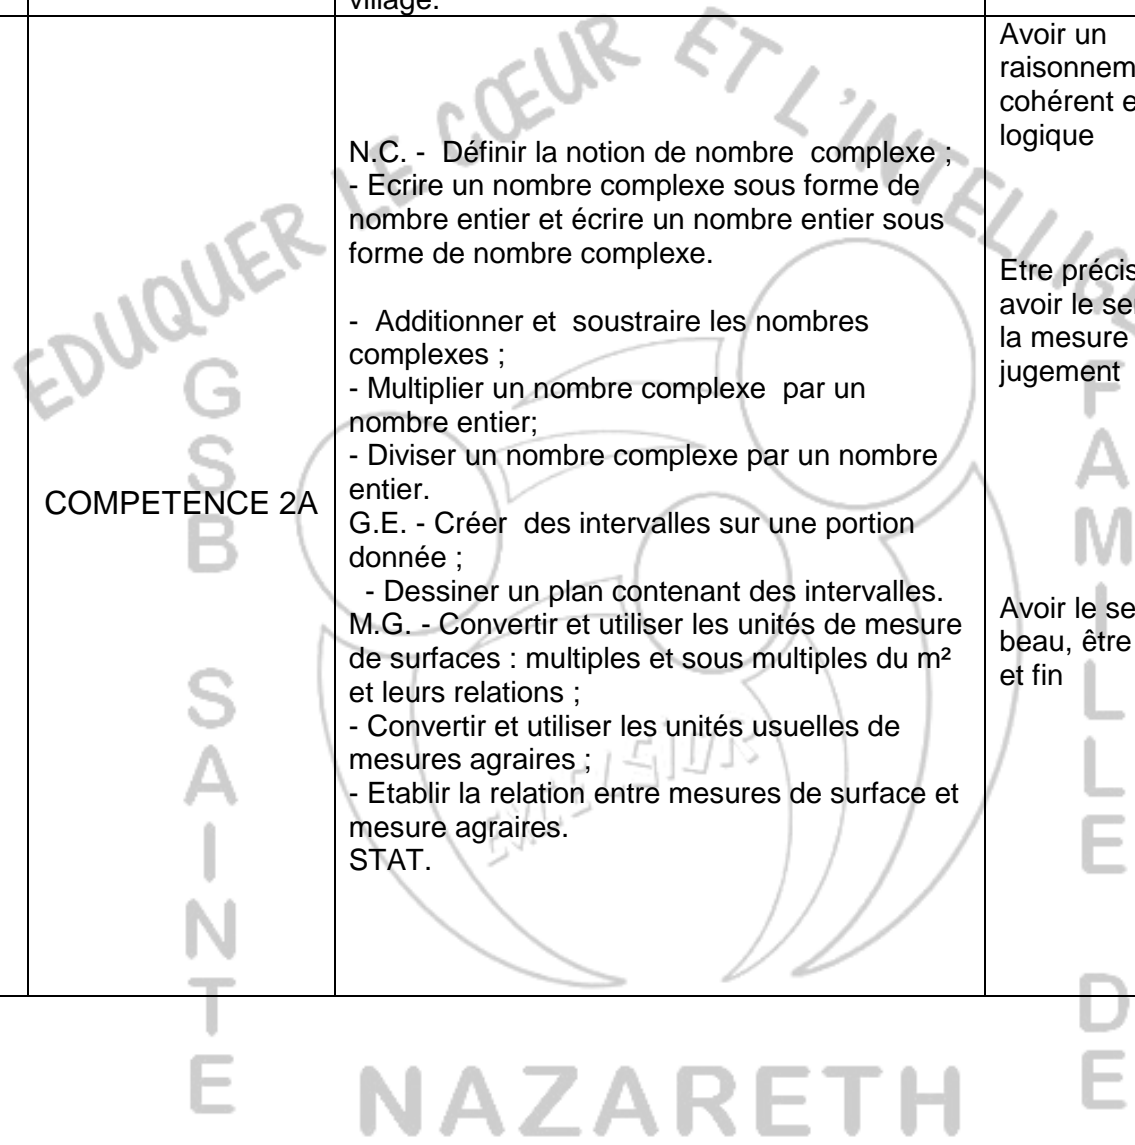 village.
COMPETENCE 2A
N.C. - Définir la notion de nombre complexe ;
- Ecrire un nombre complexe sous forme de
nombre entier et écrire un nombre entier sous
forme de nombre complexe.
- Additionner et soustraire les nombres
complexes ;
- Multiplier un nombre complexe par un
nombre entier;
- Diviser un nombre complexe par un nombre
entier.
G.E. - Créer des intervalles sur une portion
donnée ;
- Dessiner un plan contenant des intervalles.
M.G. - Convertir et utiliser les unités de mesure
de surfaces : multiples et sous multiples du m²
et leurs relations ;
- Convertir et utiliser les unités usuelles de
mesures agraires ;
- Etablir la relation entre mesures de surface et
mesure agraires.
STAT.
Avoir un
raisonnem
cohérent e
logique
Etre précis
avoir le se
la mesure
jugement
Avoir le se
beau, être
et fin
EDUQUER LE CŒUR ET L'INTELLIGE
GSB SAINTE
FAMILLE DE
NAZARETH